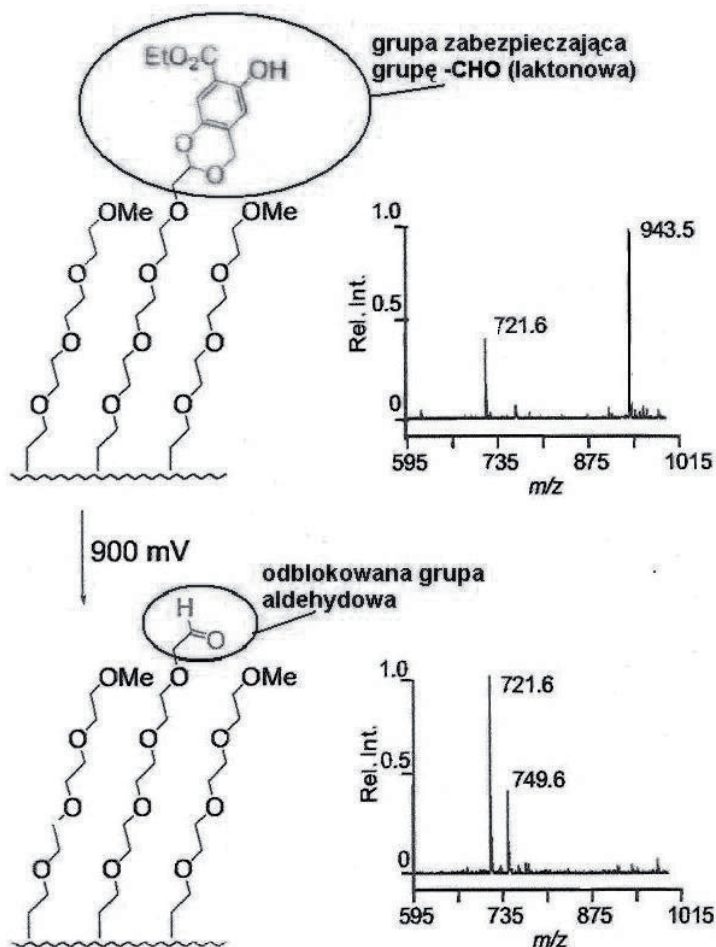 grupa zabezpieczająca
grupę -CHO (laktonowa)
EtO₂C
C
OH
O
O
OMe
O
OMe
O
O
O
O
O
O
O
O
O
Rel. Int.
1.0
0.5
0
943.5
721.6
595
735
875
1015
m/z
900 mV
odblokowana grupa
aldehydowa
H
O
OMe
O
OMe
O
O
O
O
O
O
O
O
O
Rel. Int.
1.0
0.5
0
721.6
749.6
595
735
875
1015
m/z